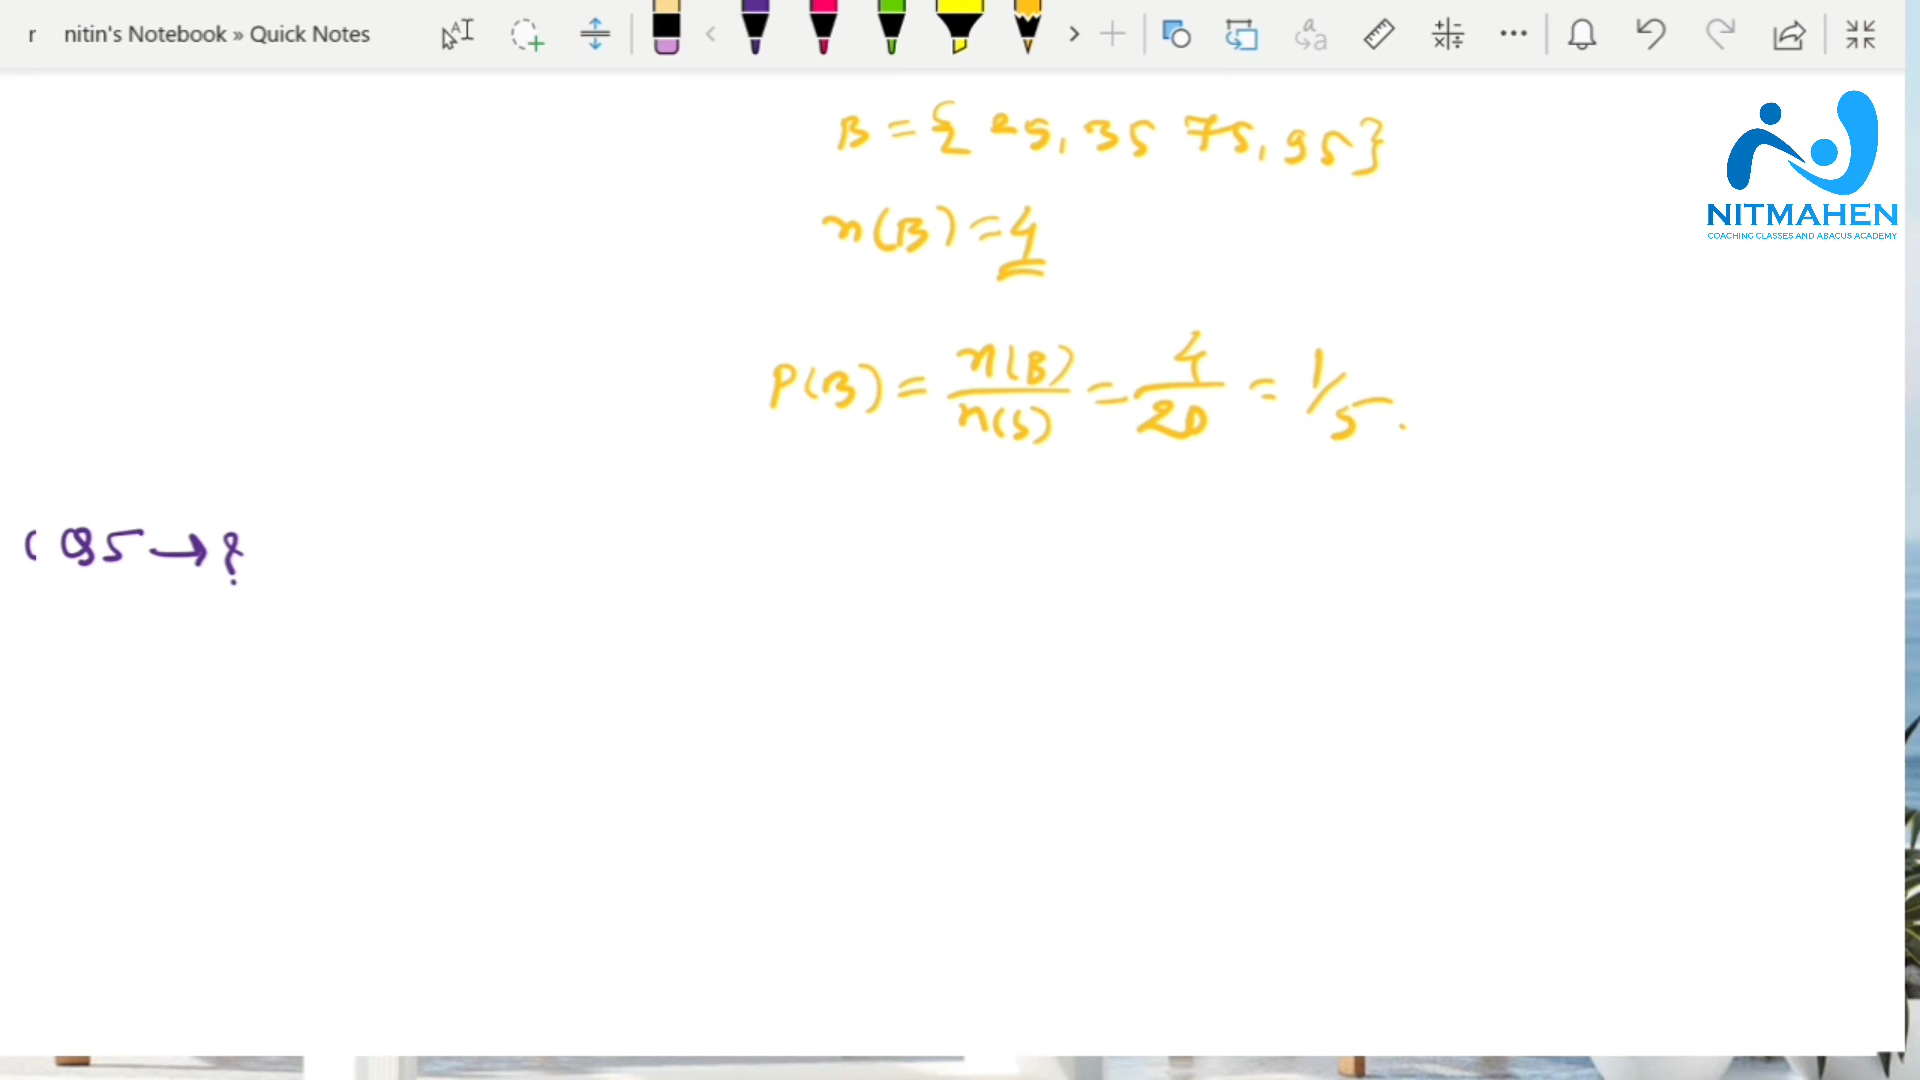 r nitin's Notebook » Quick Notes
B = { 25, 35 75, 95}
NITMAHEN
COACHING CLASSES AND ABACUS ACADEMY
n(B) = 4
P(B) = n(B)/n(S) = 4/20 = 1/5.
( Q5 → ?